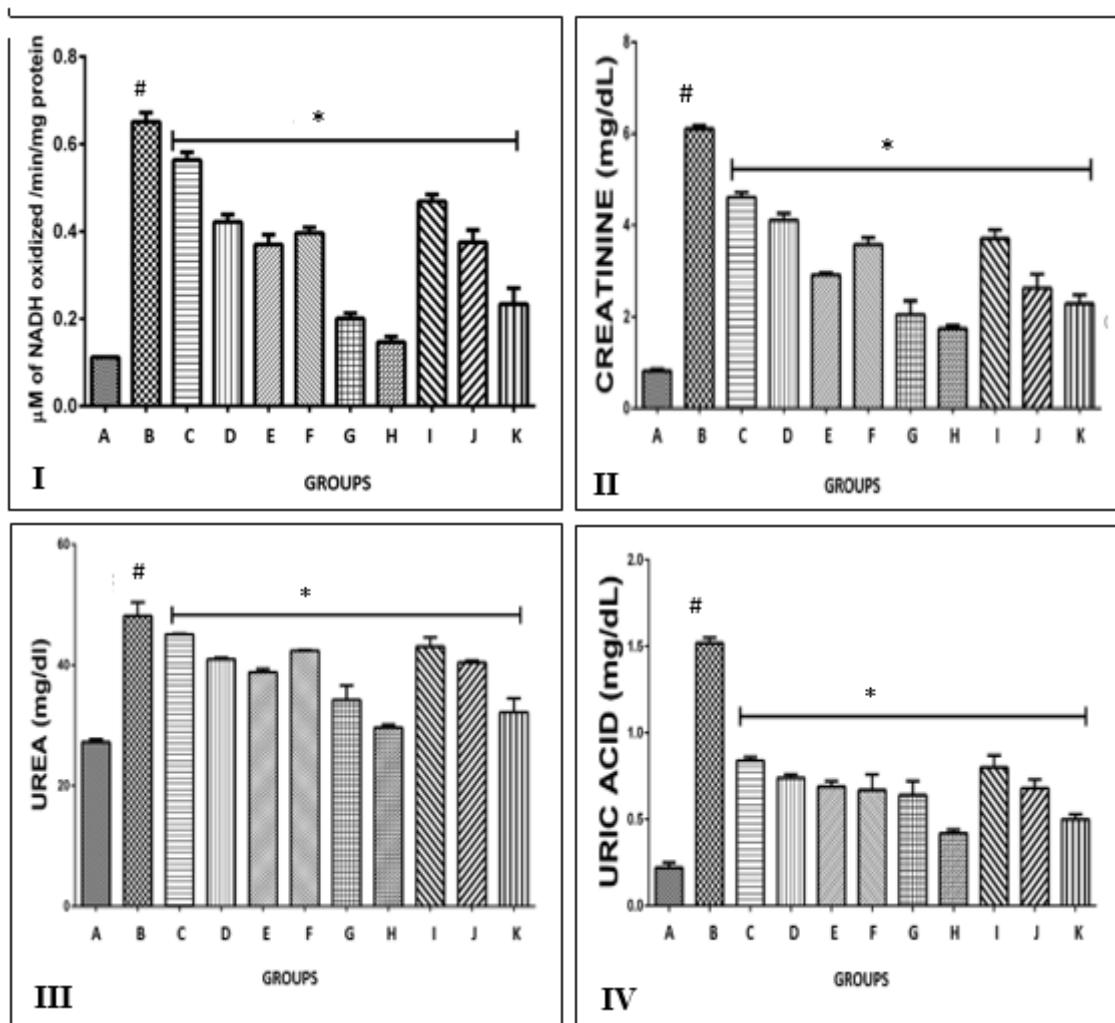 μM of NADH oxidized /min/mg protein
0.8
0.6
0.4
0.2
0.0
#
*
A B C D E F G H I J K
GROUPS
I
CREATININE (mg/dL)
8
6
4
2
0
#
*
A B C D E F G H I J K
GROUPS
II
UREA (mg/dl)
60
40
20
0
#
*
A B C D E F G H I J K
GROUPS
III
URIC ACID (mg/dL)
2.0
1.5
1.0
0.5
0.0
#
*
A B C D E F G H I J K
GROUPS
IV